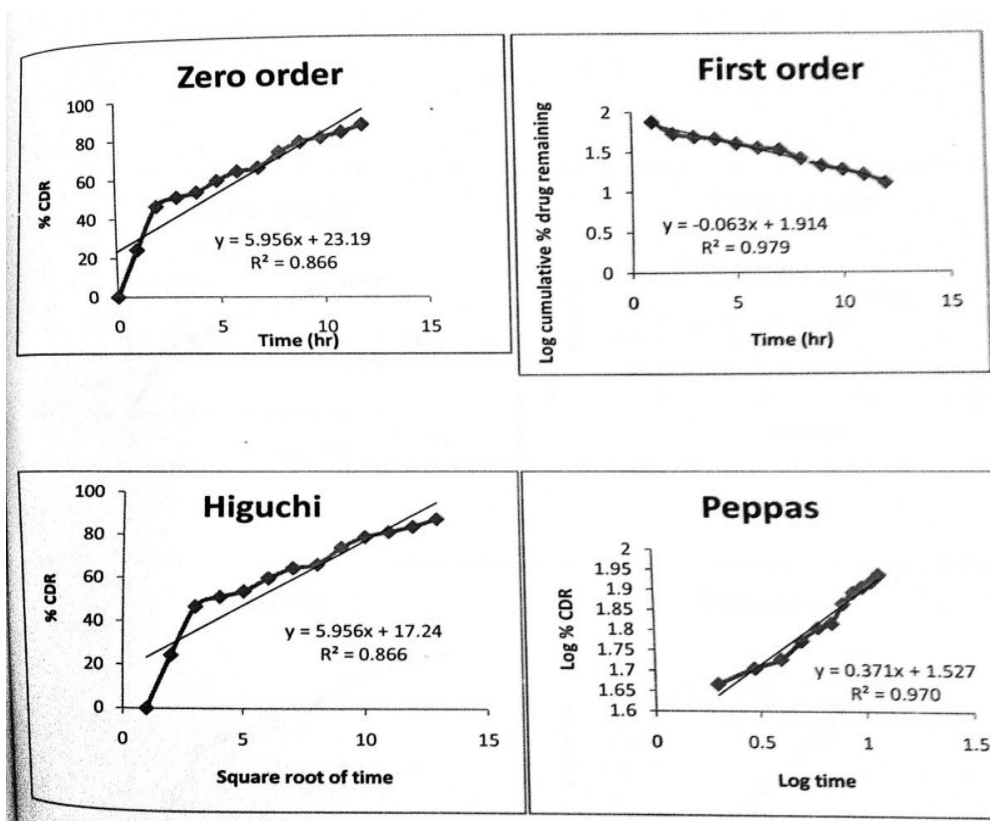 Zero order
% CDR
100
80
60
40
20
0
y = 5.956x + 23.19
R² = 0.866
0
5
10
15
Time (hr)
First order
Log cumulative % drug remaining
2
1.5
1
0.5
0
y = -0.063x + 1.914
R² = 0.979
0
5
10
15
Time (hr)
Higuchi
% CDR
100
80
60
40
20
0
y = 5.956x + 17.24
R² = 0.866
0
5
10
15
Square root of time
Peppas
Log % CDR
2
1.95
1.9
1.85
1.8
1.75
1.7
1.65
1.6
y = 0.371x + 1.527
R² = 0.970
0
0.5
1
1.5
Log time